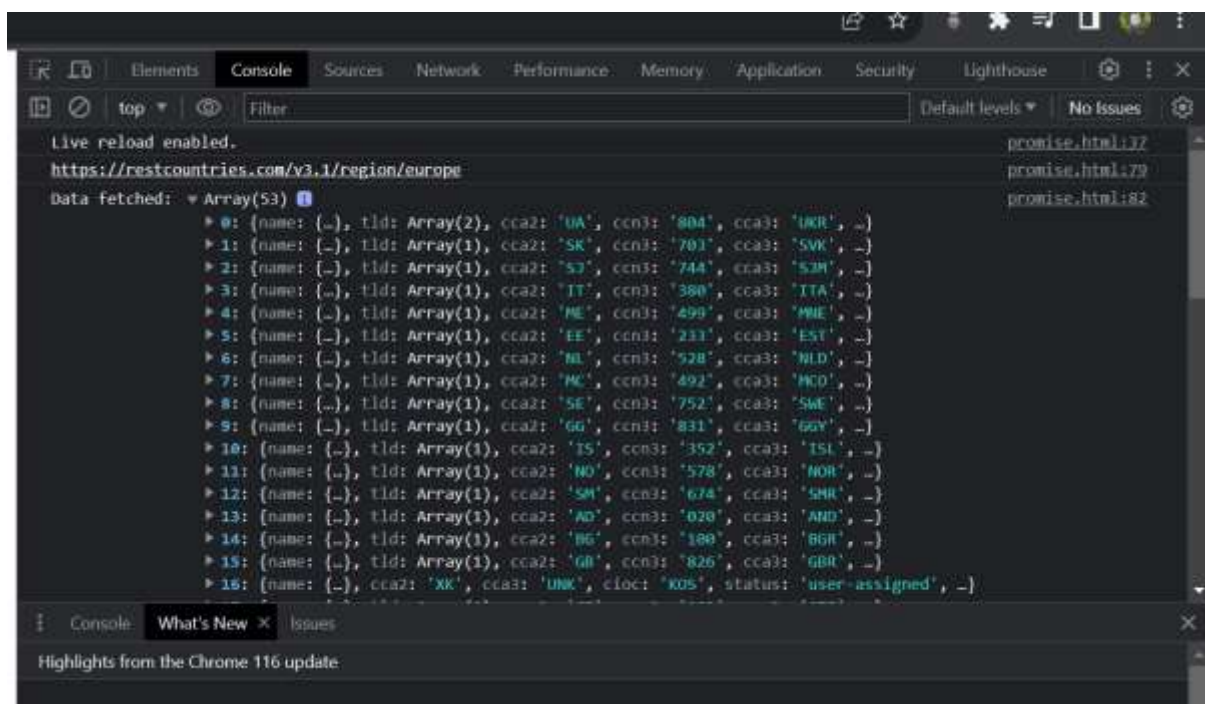 Elements Console Sources Network Performance Memory Application Security Lighthouse
top Filter Default levels No Issues
Live reload enabled. promise.html:37
https://restcountries.com/v3.1/region/europe promise.html:79
Data fetched: Array(53) promise.html:82
0: {name: {…}, tld: Array(2), cca2: 'UA', ccn3: '804', cca3: 'UKR', …}
1: {name: {…}, tld: Array(1), cca2: 'SK', ccn3: '703', cca3: 'SVK', …}
2: {name: {…}, tld: Array(1), cca2: 'SJ', ccn3: '744', cca3: 'SJM', …}
3: {name: {…}, tld: Array(1), cca2: 'IT', ccn3: '380', cca3: 'ITA', …}
4: {name: {…}, tld: Array(1), cca2: 'ME', ccn3: '499', cca3: 'MNE', …}
5: {name: {…}, tld: Array(1), cca2: 'EE', ccn3: '233', cca3: 'EST', …}
6: {name: {…}, tld: Array(1), cca2: 'NL', ccn3: '528', cca3: 'NLD', …}
7: {name: {…}, tld: Array(1), cca2: 'MC', ccn3: '492', cca3: 'MCO', …}
8: {name: {…}, tld: Array(1), cca2: 'SE', ccn3: '752', cca3: 'SWE', …}
9: {name: {…}, tld: Array(1), cca2: 'GG', ccn3: '831', cca3: 'GGY', …}
10: {name: {…}, tld: Array(1), cca2: 'IS', ccn3: '352', cca3: 'ISL', …}
11: {name: {…}, tld: Array(1), cca2: 'NO', ccn3: '578', cca3: 'NOR', …}
12: {name: {…}, tld: Array(1), cca2: 'SM', ccn3: '674', cca3: 'SMR', …}
13: {name: {…}, tld: Array(1), cca2: 'AD', ccn3: '020', cca3: 'AND', …}
14: {name: {…}, tld: Array(1), cca2: 'BG', ccn3: '100', cca3: 'BGR', …}
15: {name: {…}, tld: Array(1), cca2: 'GB', ccn3: '826', cca3: 'GBR', …}
16: {name: {…}, cca2: 'XK', cca3: 'UNK', cioc: 'KOS', status: 'user-assigned', …}
Console What's New Issues
Highlights from the Chrome 116 update